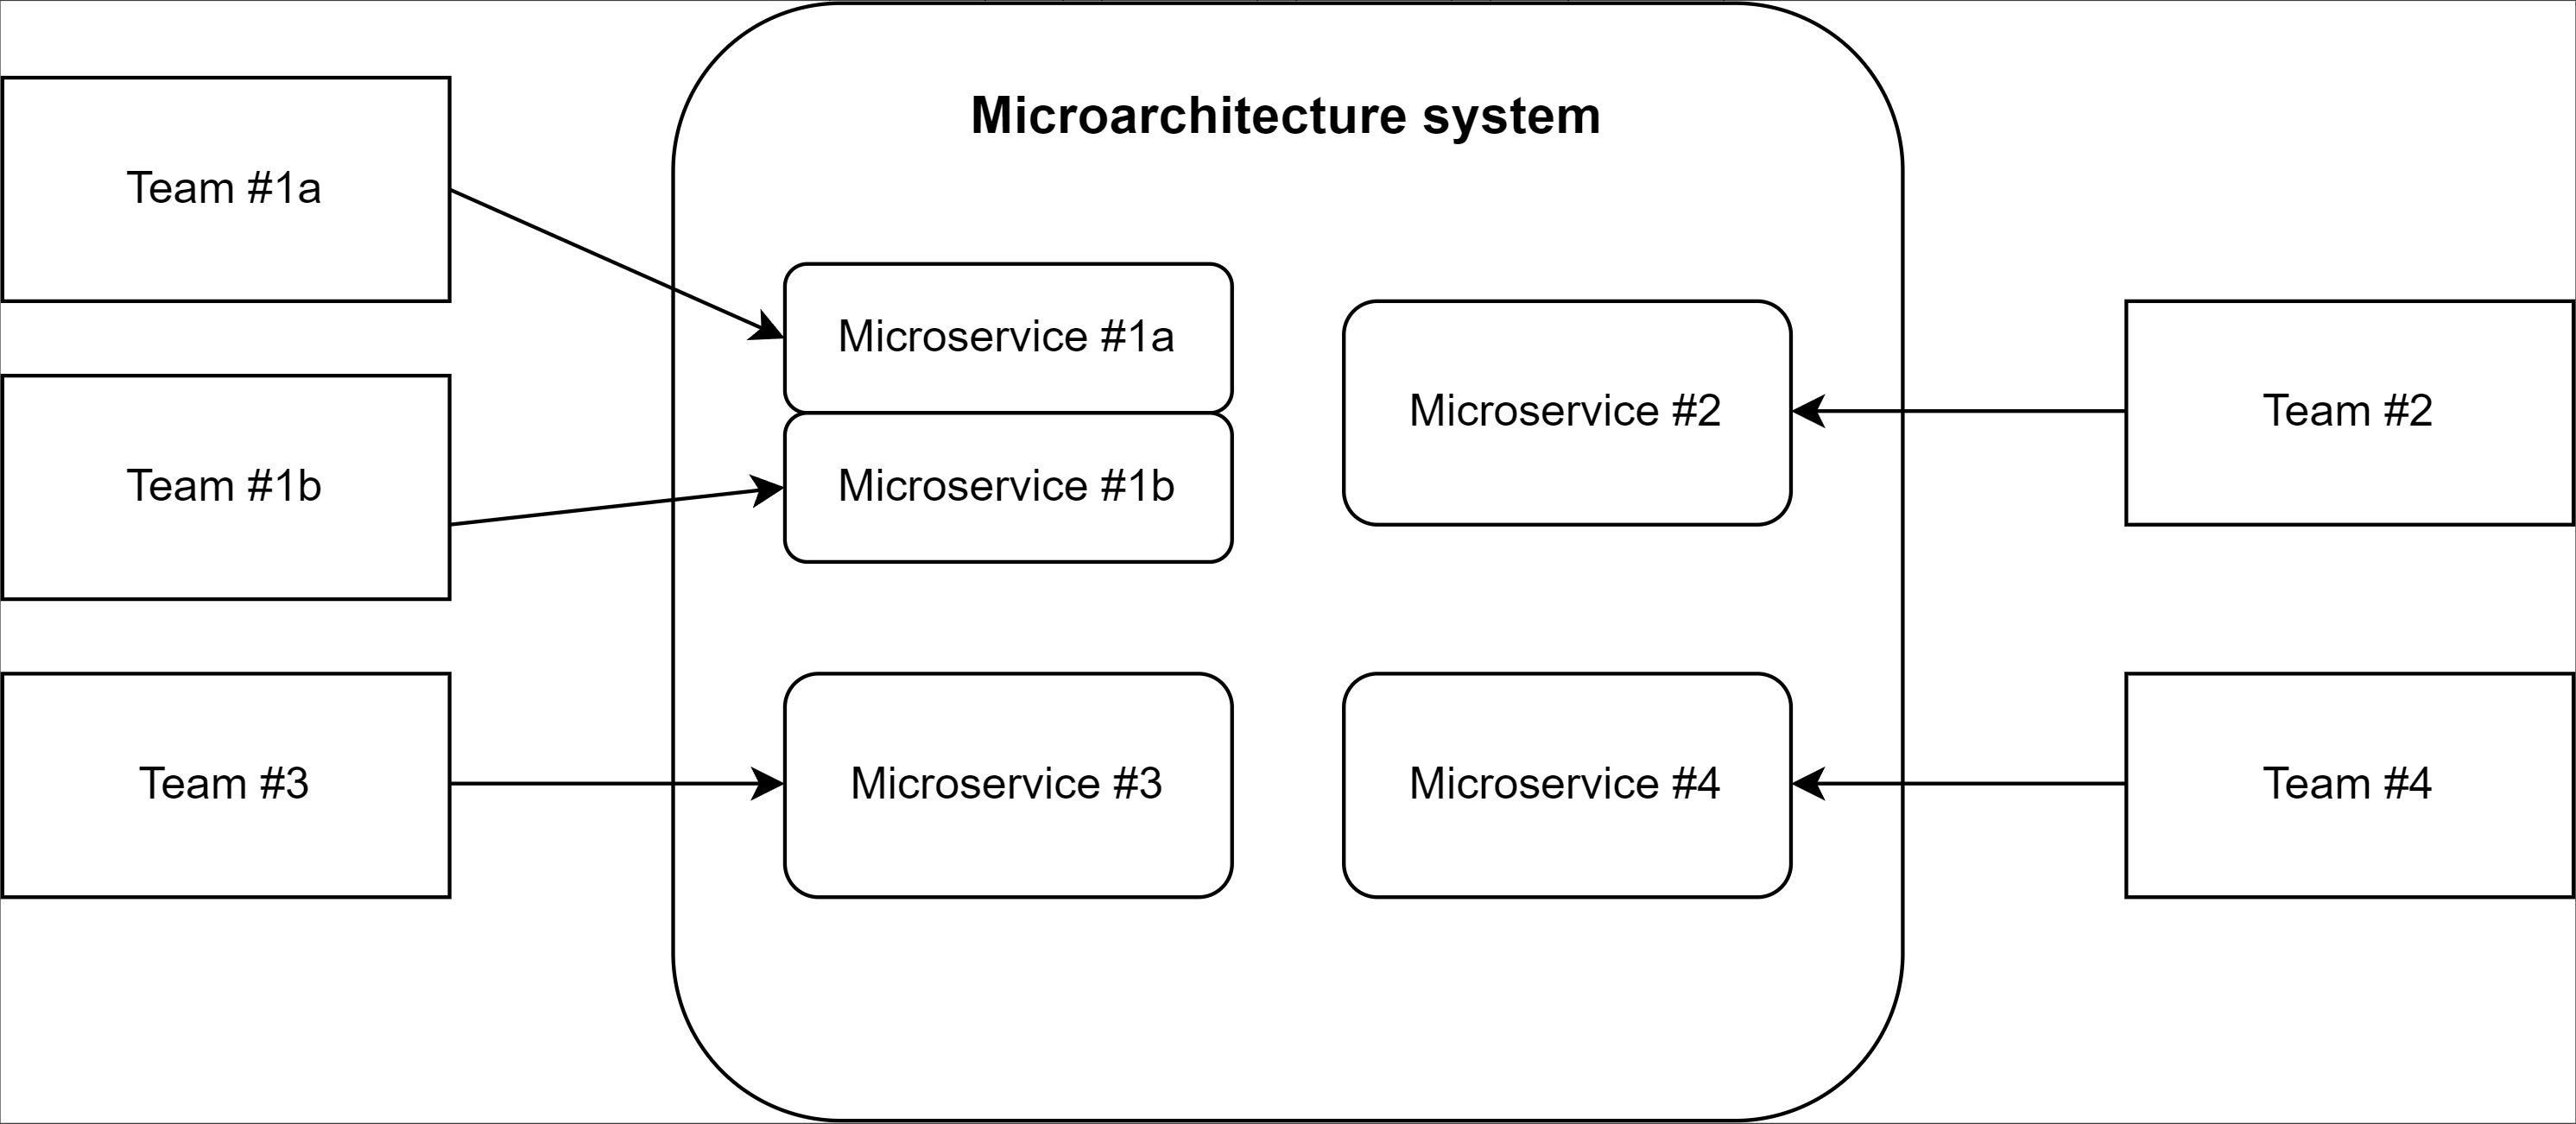 Microarchitecture system
Team #1a
Microservice #1a
Microservice #2
Team #2
Team #1b
Microservice #1b
Team #3
Microservice #3
Microservice #4
Team #4